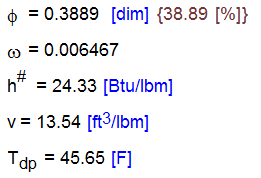 ϕ = 0.3889 [dim] {38.89 [%]}
ω = 0.006467
h# = 24.33 [Btu/lbm]
v = 13.54 [ft3/lbm]
Tdp = 45.65 [F]